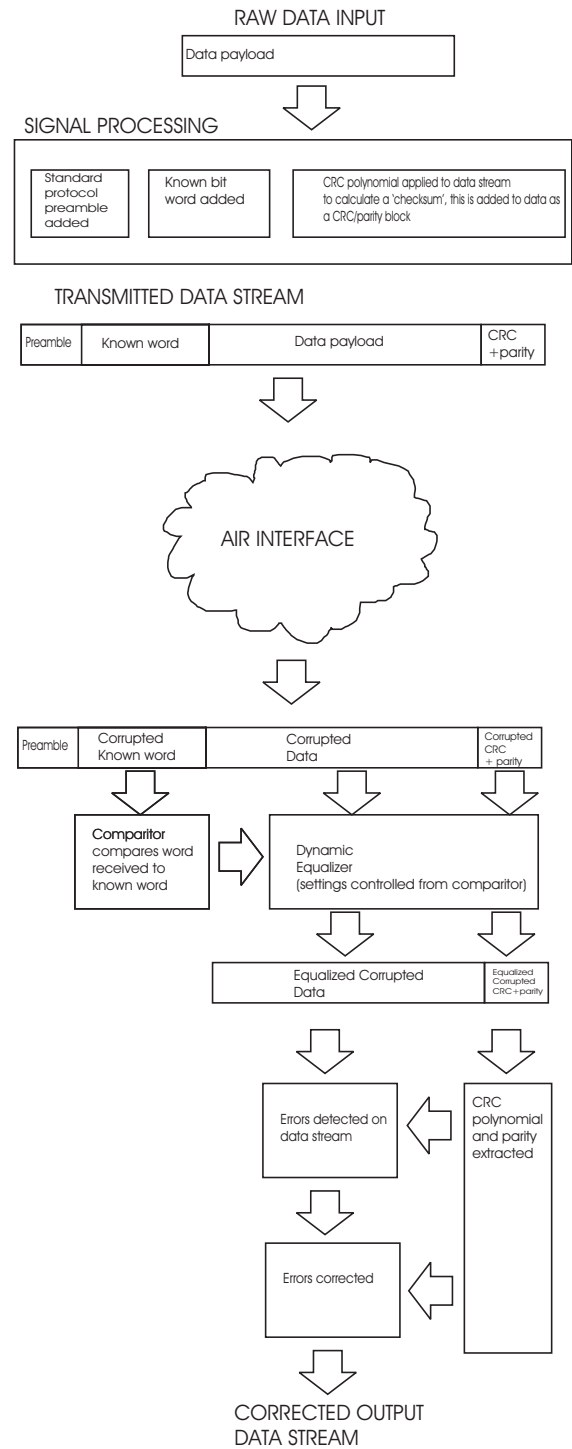 RAW DATA INPUT
Data payload
SIGNAL PROCESSING
Standard
protocol
preamble
added
Known bit
word added
CRC polynomial applied to data stream
to calculate a 'checksum', this is added to data as
a CRC/parity block
TRANSMITTED DATA STREAM
Preamble
Known word
Data payload
CRC
+parity
AIR INTERFACE
Preamble
Corrupted
Known word
Corrupted
Data
Corrupted
CRC
+ parity
Comparitor
compares word
received to
known word
Dynamic
Equalizer
(settings controlled from comparitor)
Equalized Corrupted
Data
Equalized
Corrupted
CRC+parity
Errors detected on
data stream
CRC
polynomial
and parity
extracted
Errors corrected
CORRECTED OUTPUT
DATA STREAM